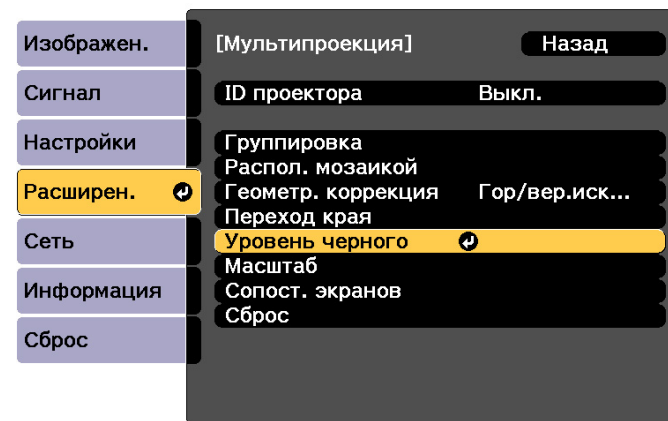 Изображен.
Сигнал
Настройки
Расширен.
Сеть
Информация
Сброс
[Мультипроекция] Назад
ID проектора Выкл.
Группировка
Распол. мозаикой
Геометр. коррекция Гор/вер.иск...
Переход края
Уровень черного
Масштаб
Сопост. экранов
Сброс